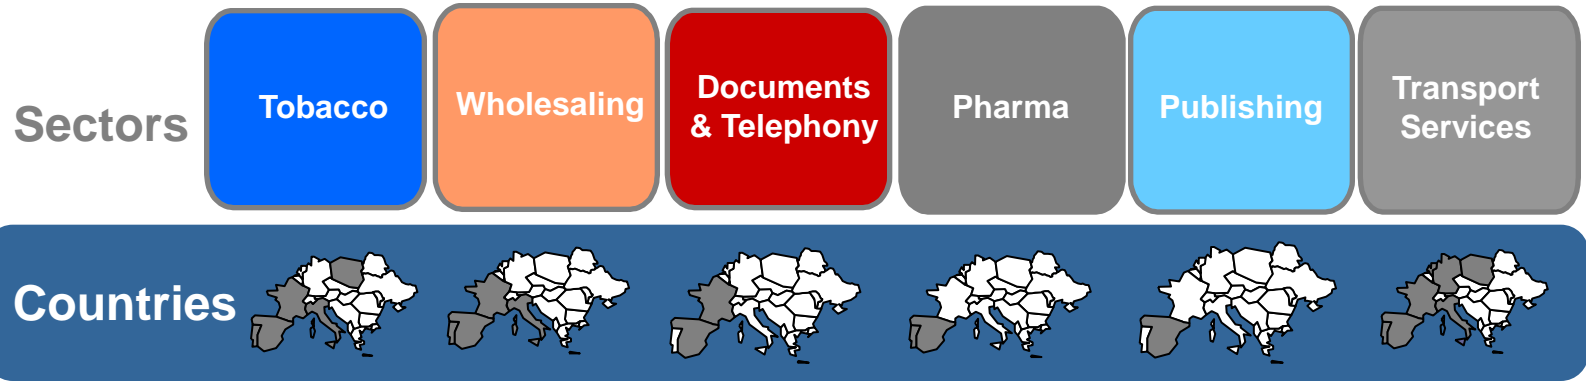 Sectors
Tobacco
Wholesaling
Documents
& Telephony
Pharma
Publishing
Transport
Services
Countries